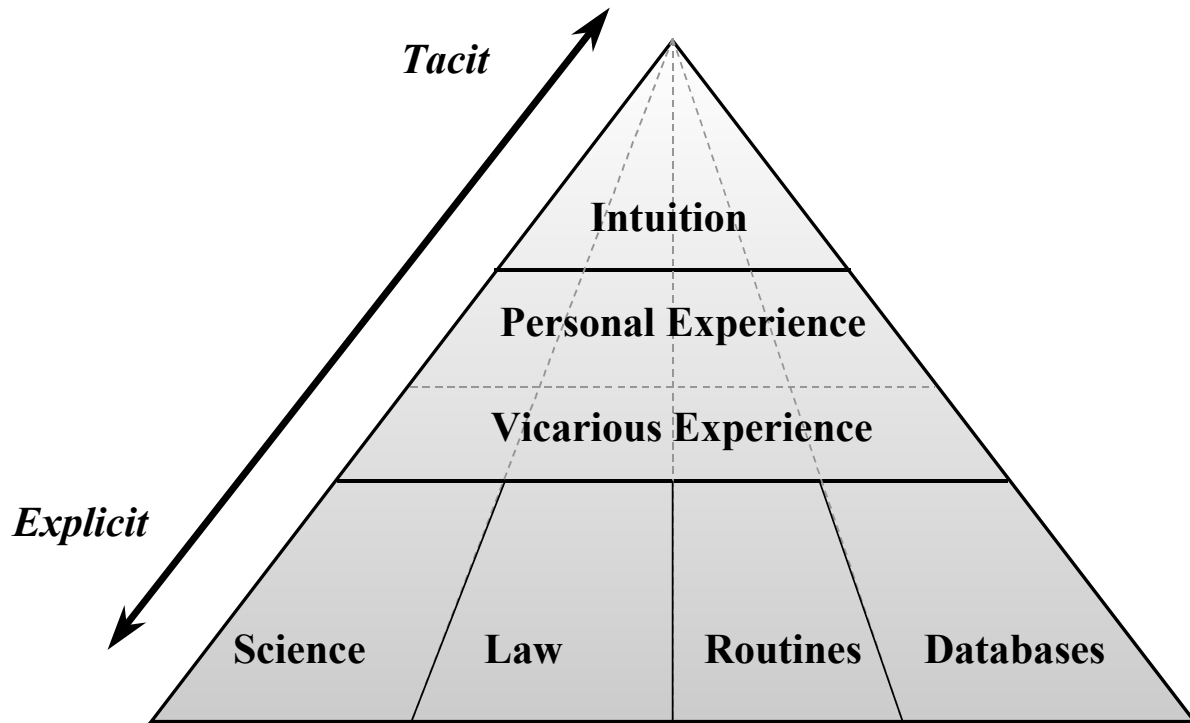 Tacit
Intuition
Personal Experience
Vicarious Experience
Explicit
Science Law Routines Databases